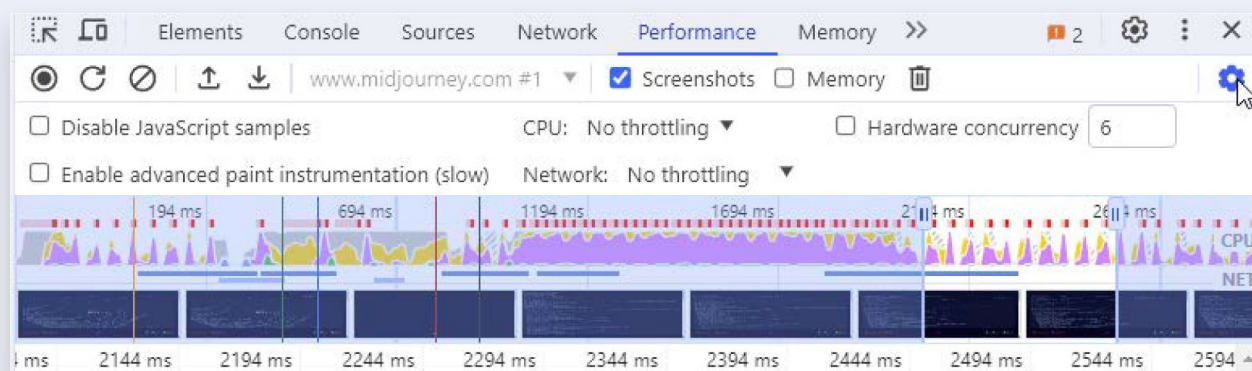 Elements Console Sources Network Performance Memory 2
www.midjourney.com #1 Screenshots Memory
Disable JavaScript samples CPU: No throttling Hardware concurrency 6
Enable advanced paint instrumentation (slow) Network: No throttling
194 ms 694 ms 1194 ms 1694 ms ms ms
CPU
NET
ms 2144 ms 2194 ms 2244 ms 2294 ms 2344 ms 2394 ms 2444 ms 2494 ms 2544 ms 2594